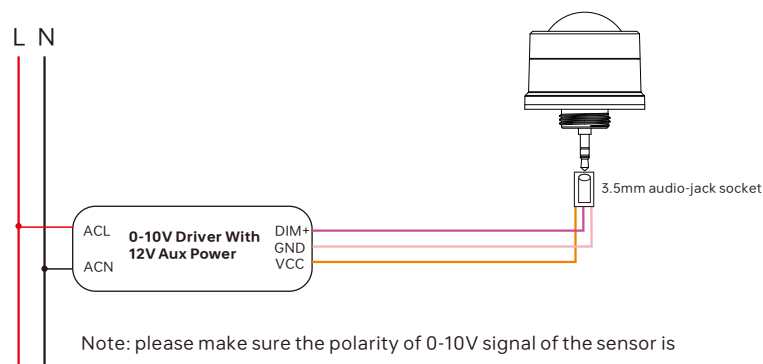 L N
3.5mm audio-jack socket
ACL
0-10V Driver With
12V Aux Power
ACN
DIM+
GND
VCC
Note: please make sure the polarity of 0-10V signal of the sensor is